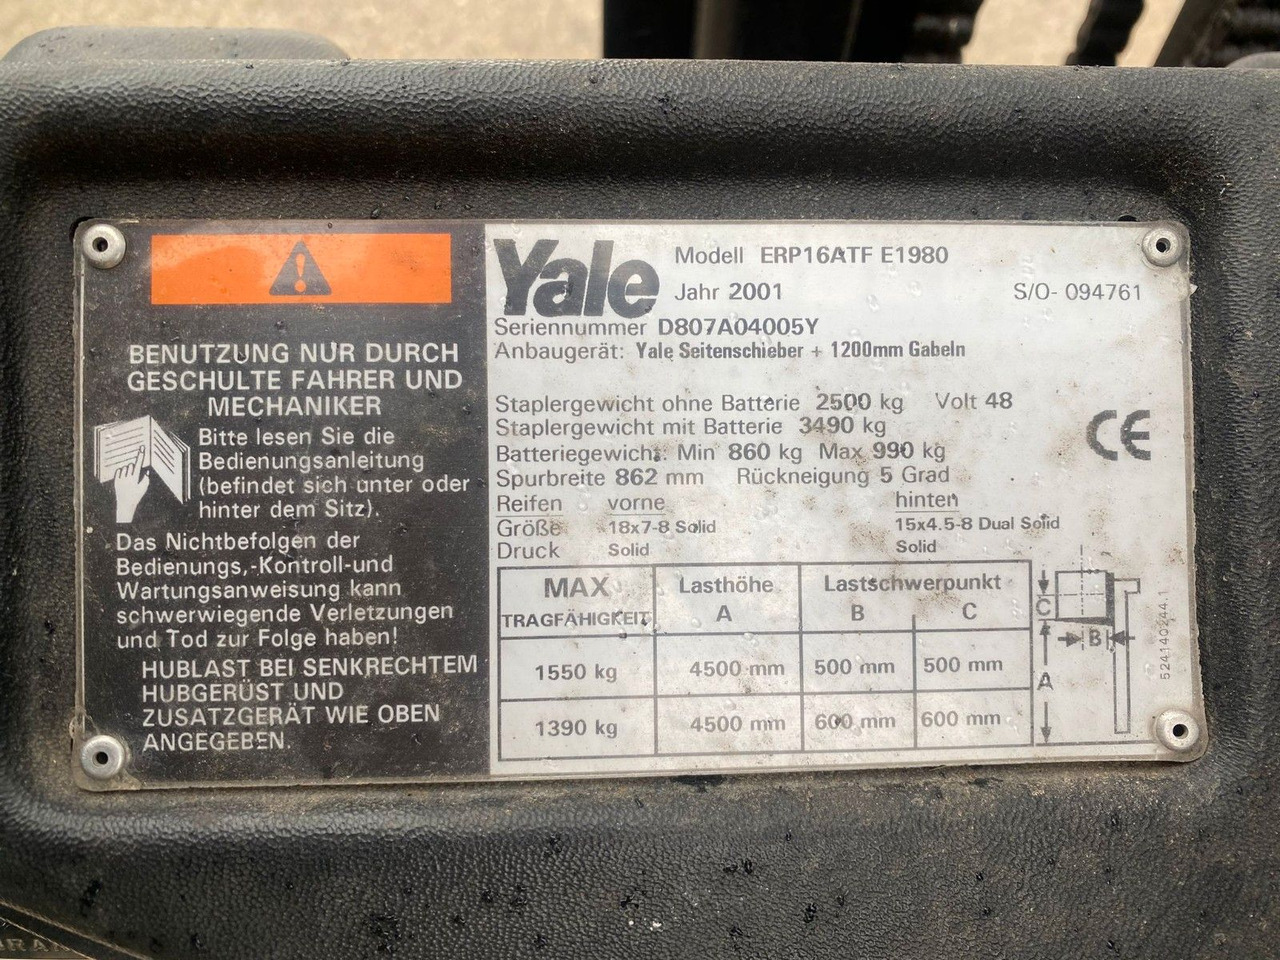 BENUTZUNG NUR DURCH
GESCHULTE FAHRER UND
MECHANIKER
Bitte lesen Sie die
Bedienungsanleitung
(befindet sich unter oder
hinter dem Sitz).
Das Nichtbefolgen der
Bedienungs,-Kontroll-und
Wartungsanweisung kann
schwerwiegende Verletzungen
und Tod zur Folge haben!
HUBLAST BEI SENKRECHTEM
HUBGERÜST UND
ZUSATZGERÄT WIE OBEN
ANGEGEBEN.
Yale
Modell ERP16ATF E1980
Jahr 2001 S/O- 094761
Seriennummer D807A04005Y
Anbaugerät: Yale Seitenschieber + 1200mm Gabeln
Staplergewicht ohne Batterie 2500 kg Volt 48
Staplergewicht mit Batterie 3490 kg
Batteriegewicht: Min 860 kg Max 990 kg
Spurbreite 862 mm Rückneigung 5 Grad
Reifen vorne hinten
Größe 18x7-8 Solid 15x4.5-8 Dual Solid
Druck Solid Solid
CE
MAX Lasthöhe Lastschwerpunkt
TRAGFÄHIGKEIT A B C
1550 kg 4500 mm 500 mm 500 mm
1390 kg 4500 mm 600 mm 600 mm
C
B
A
524140244.1